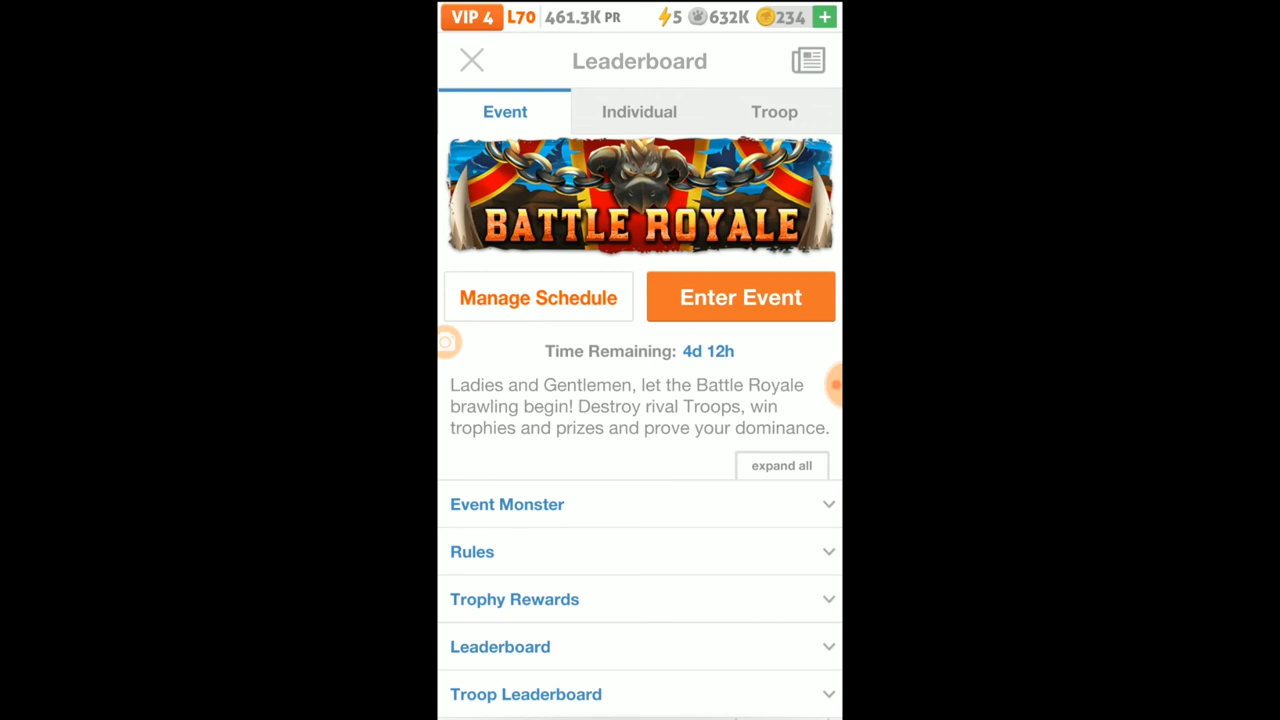 VIP 4 L70 461.3K PR 5 632K 234 +
Leaderboard
Event Individual Troop
BATTLE ROYALE
Manage Schedule Enter Event
Time Remaining: 4d 12h
Ladies and Gentlemen, let the Battle Royale
brawling begin! Destroy rival Troops, win
trophies and prizes and prove your dominance.
expand all
Event Monster
Rules
Trophy Rewards
Leaderboard
Troop Leaderboard